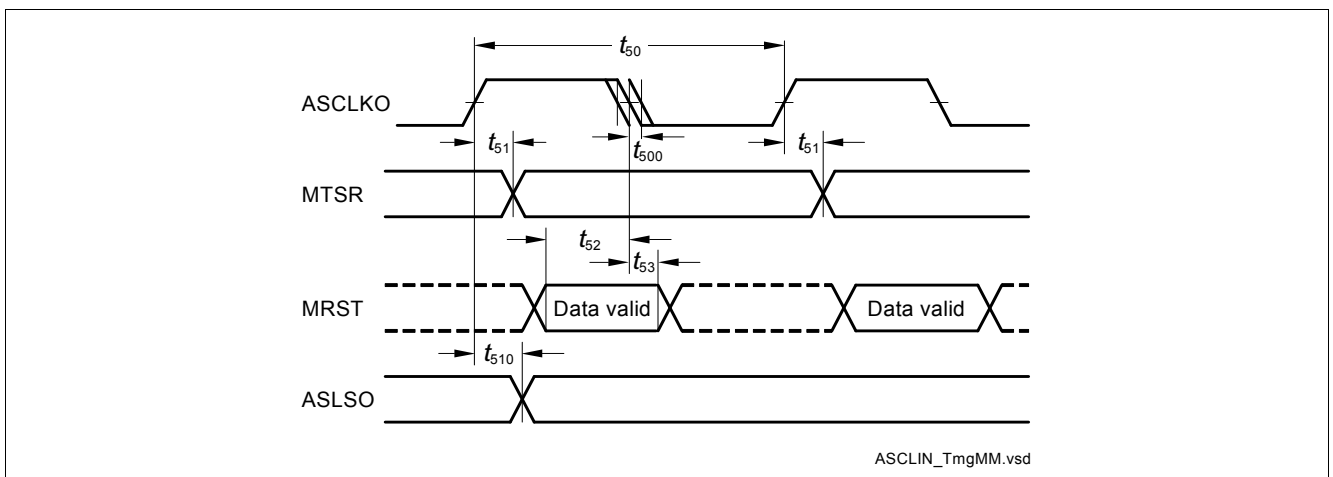 t50
ASCLKO
t51
t500
t51
MTSR
t52
t53
MRST
Data valid
Data valid
t510
ASLSO
ASCLIN_TmgMM.vsd